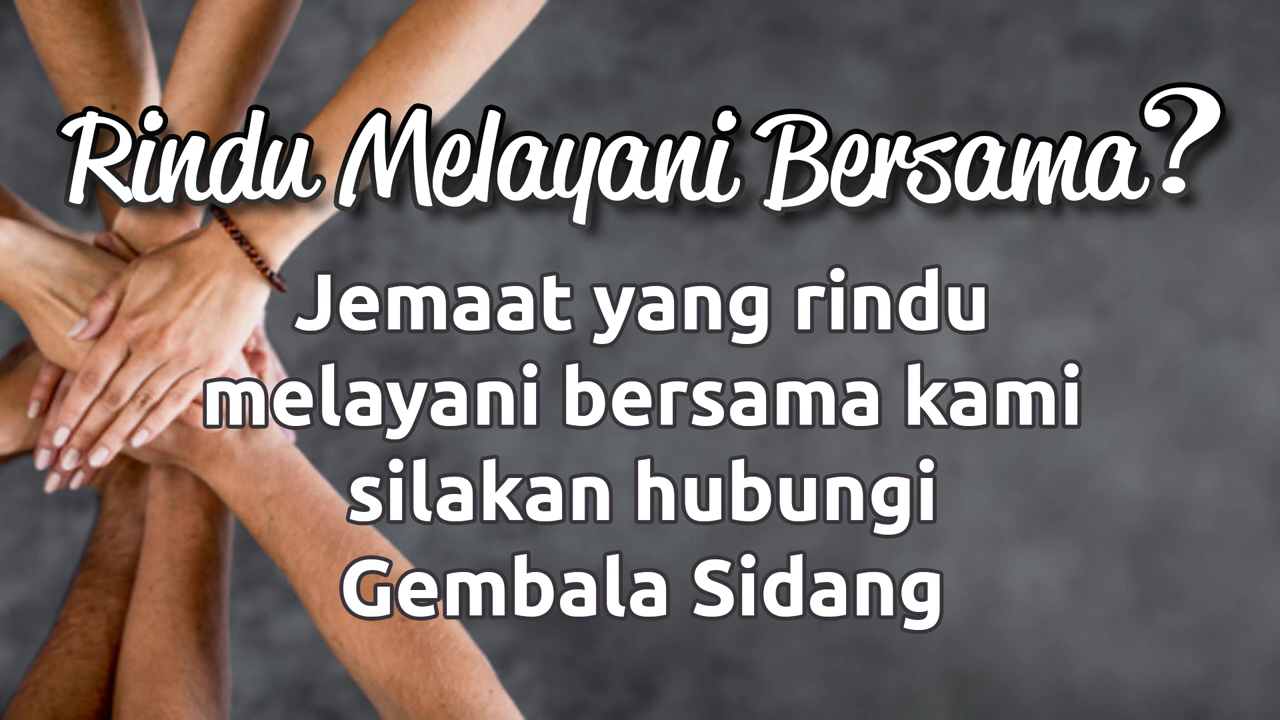 Rindu Melayani Bersama?
Jemaat yang rindu
melayani bersama kami
silakan hubungi
Gembala Sidang